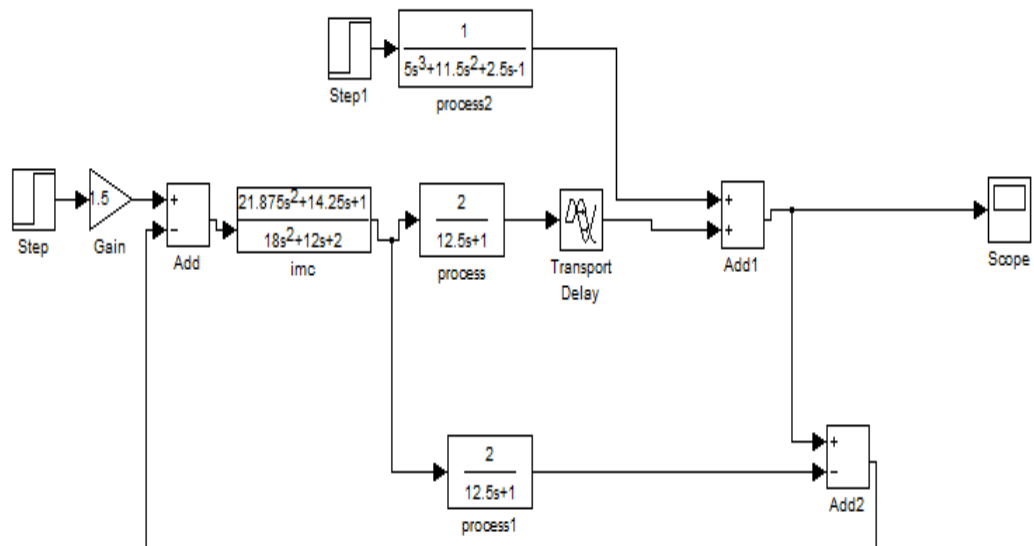 1
5s³+11.5s²+2.5s-1
Step1
process2
Step
1.5
Gain
+
−
Add
21.875s²+14.25s+1
18s²+12s+2
imc
2
12.5s+1
process
Transport
Delay
+
+
Add1
Scope
2
12.5s+1
process1
+
−
Add2